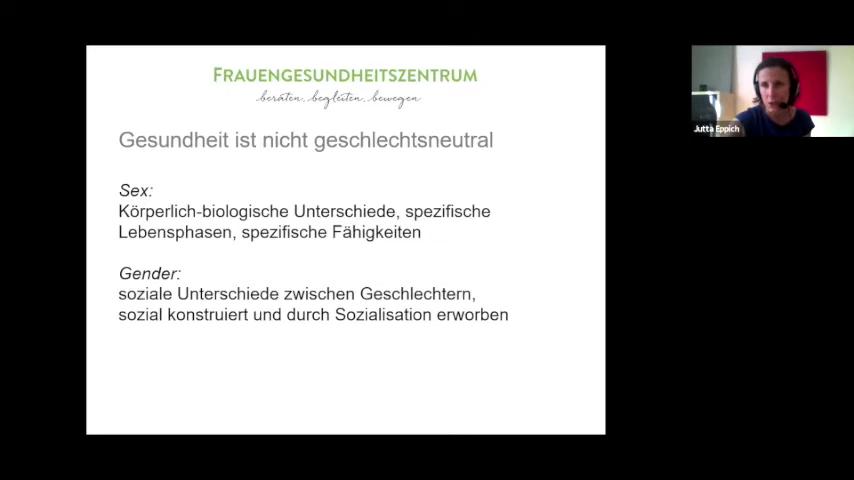 FRAUENGESUNDHEITSZENTRUM
beraten, begleiten, bewegen
Gesundheit ist nicht geschlechtsneutral
Sex:
Körperlich-biologische Unterschiede, spezifische
Lebensphasen, spezifische Fähigkeiten
Gender:
soziale Unterschiede zwischen Geschlechtern,
sozial konstruiert und durch Sozialisation erworben
Jutta Eppich